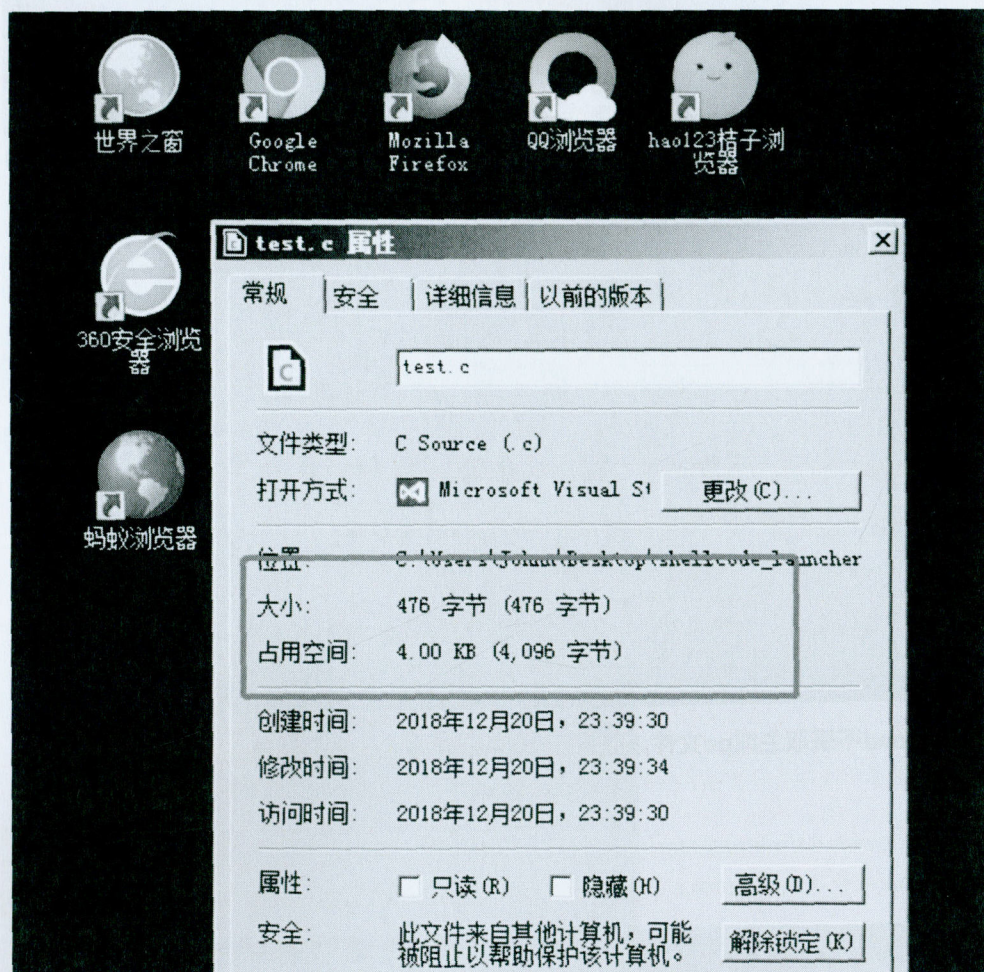 世界之窗
Google Chrome
Mozilla Firefox
QQ浏览器
hao123桔子浏览器
360安全浏览器
蚂蚁浏览器
test.c 属性
常规 安全 详细信息 以前的版本
test.c
文件类型: C Source (.c)
打开方式: Microsoft Visual St 更改(C)...
位置: C:\Users\John\Desktop\shellcode_launcher
大小: 476 字节 (476 字节)
占用空间: 4.00 KB (4,096 字节)
创建时间: 2018年12月20日，23:39:30
修改时间: 2018年12月20日，23:39:34
访问时间: 2018年12月20日，23:39:30
属性: 只读(R) 隐藏(H) 高级(D)...
安全: 此文件来自其他计算机，可能
被阻止以帮助保护该计算机。 解除锁定(K)